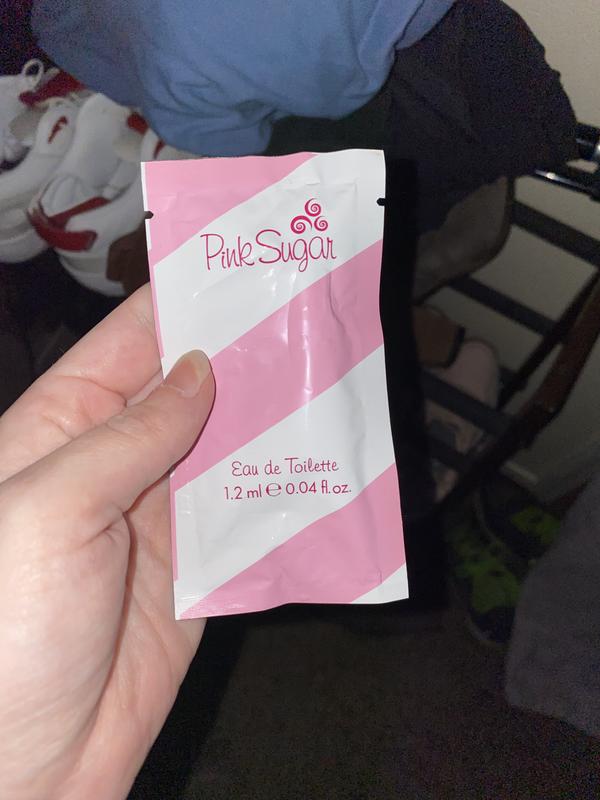 Pink Sugar
Eau de Toilette
1.2 ml ℮ 0.04 fl.oz.